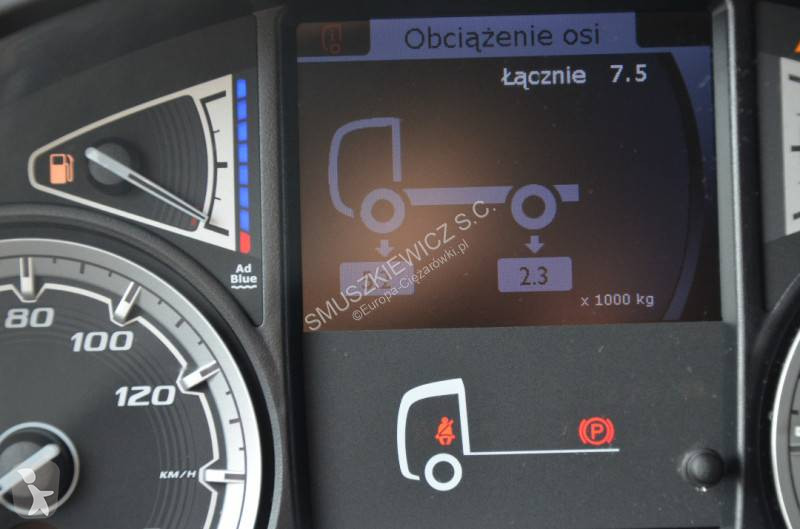 Obciążenie osi
Łącznie 7.5
2.3
x 1000 kg
Ad
Blue
80
100
120
KM/H
P
SMUSZKIEWICZ S.C.
©Europa-Ciężarówki.pl